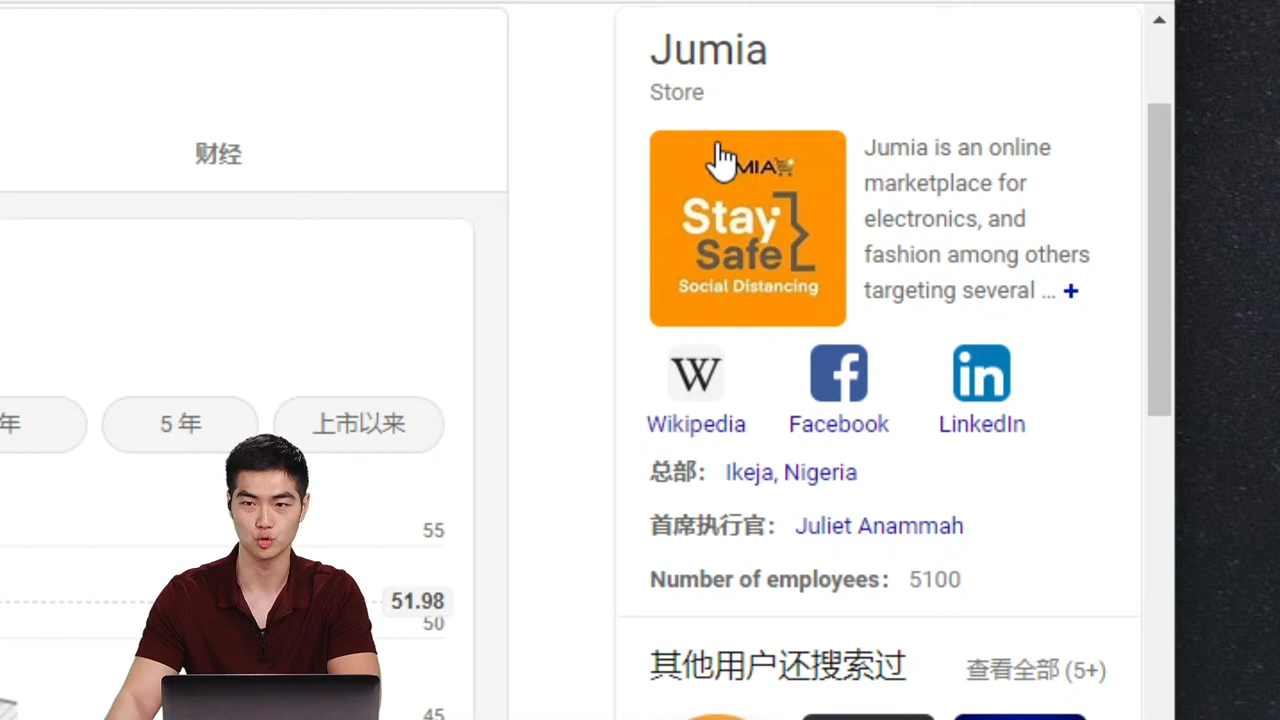 财经
年
5 年
上市以来
55
51.98
50
45
Jumia
Store
MIA
Stay
Safe
Social Distancing
Jumia is an online
marketplace for
electronics, and
fashion among others
targeting several ... +
W
f
in
Wikipedia
Facebook
LinkedIn
总部： Ikeja, Nigeria
首席执行官： Juliet Anammah
Number of employees： 5100
其他用户还搜索过
查看全部 (5+)